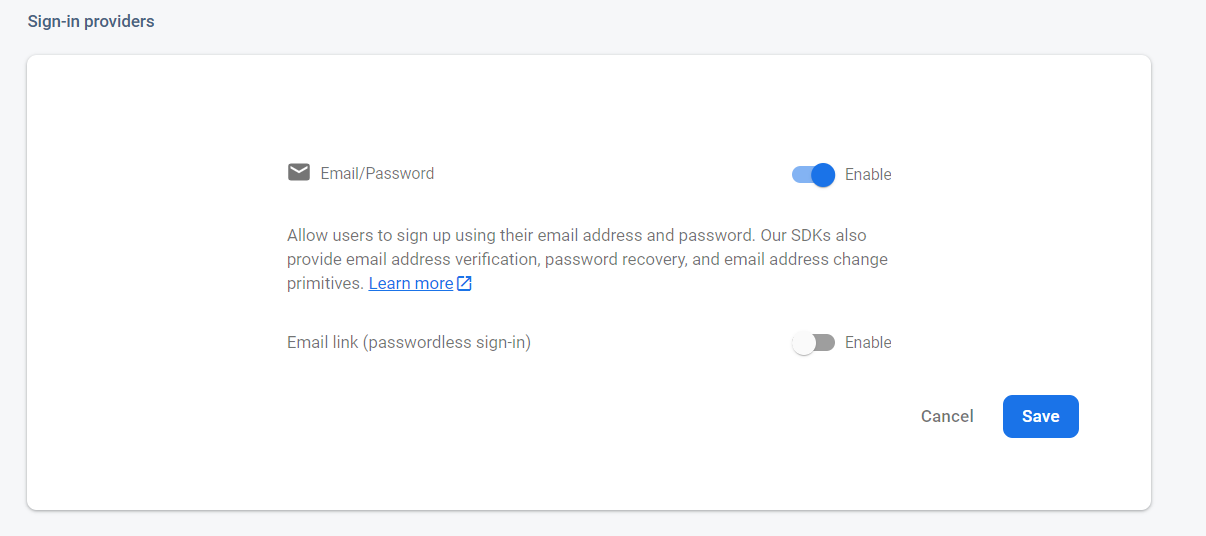 Sign-in providers
Email/Password
Enable
Allow users to sign up using their email address and password. Our SDKs also
provide email address verification, password recovery, and email address change
primitives. Learn more
Email link (passwordless sign-in)
Enable
Cancel
Save